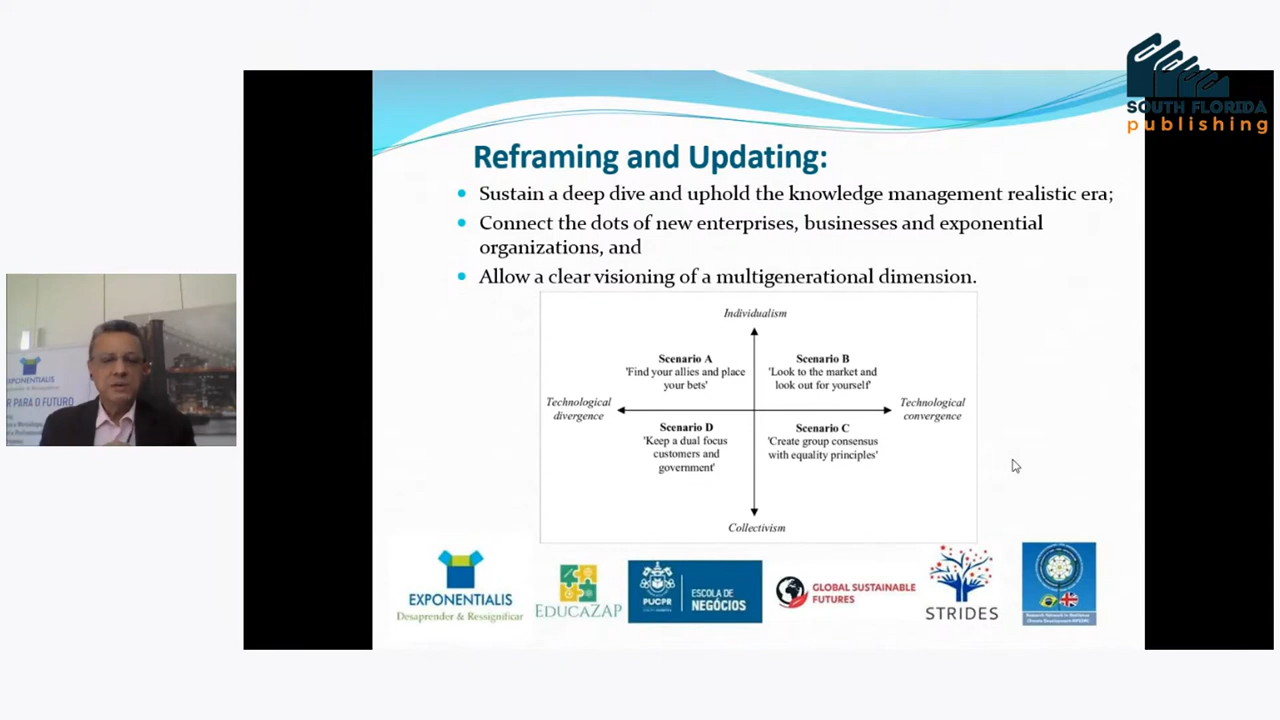 SOUTH FLORIDA
publishing
Reframing and Updating:
Sustain a deep dive and uphold the knowledge management realistic era;
Connect the dots of new enterprises, businesses and exponential
organizations, and
Allow a clear visioning of a multigenerational dimension.
Individualism
Scenario A
'Find your allies and place
your bets'
Scenario B
'Look to the market and
look out for yourself'
Technological
divergence
Technological
convergence
Scenario D
'Keep a dual focus
customers and
government'
Scenario C
'Create group consensus
with equality principles'
Collectivism
EXPONENTIALIS
R PARA O FUTURO
EXPONENTIALIS
Desaprender & Ressignificar
EDUCAZAP
PUCPR
ESCOLA DE
NEGÓCIOS
GLOBAL SUSTAINABLE
FUTURES
STRIDES